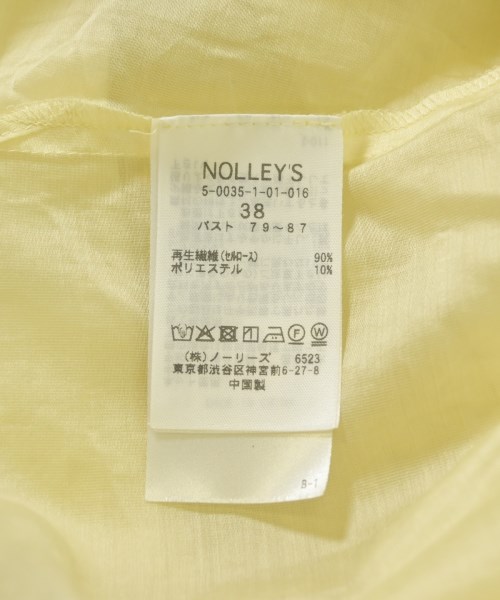 NOLLEY'S
5-0035-1-01-016
38
バスト 79~87
再生繊維(セルロース) 90%
ポリエステル 10%
(株)ノーリーズ 6523
東京都渋谷区神宮前6-27-8
中国製
B-1